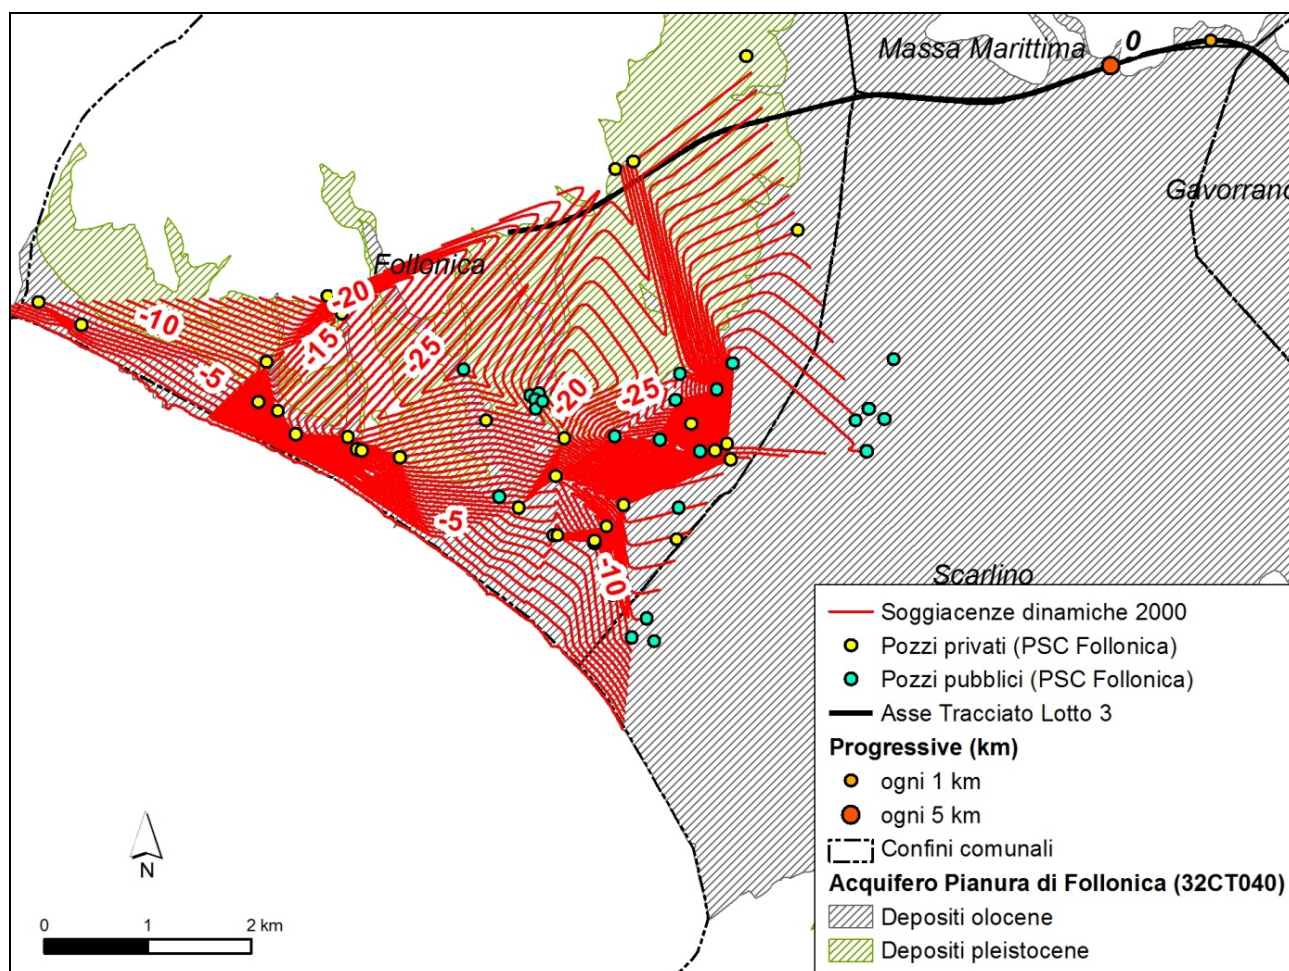 Massa Marittima
0
Gavorrano
Follonica
-20
-10
-15
-25
-5
-20
-25
-5
-10
Scarlino
Soggiacenze dinamiche 2000
Pozzi privati (PSC Follonica)
Pozzi pubblici (PSC Follonica)
Asse Tracciato Lotto 3
Progressive (km)
ogni 1 km
ogni 5 km
Confini comunali
Acquifero Pianura di Follonica (32CT040)
Depositi olocene
Depositi pleistocene
N
0 1 2 km